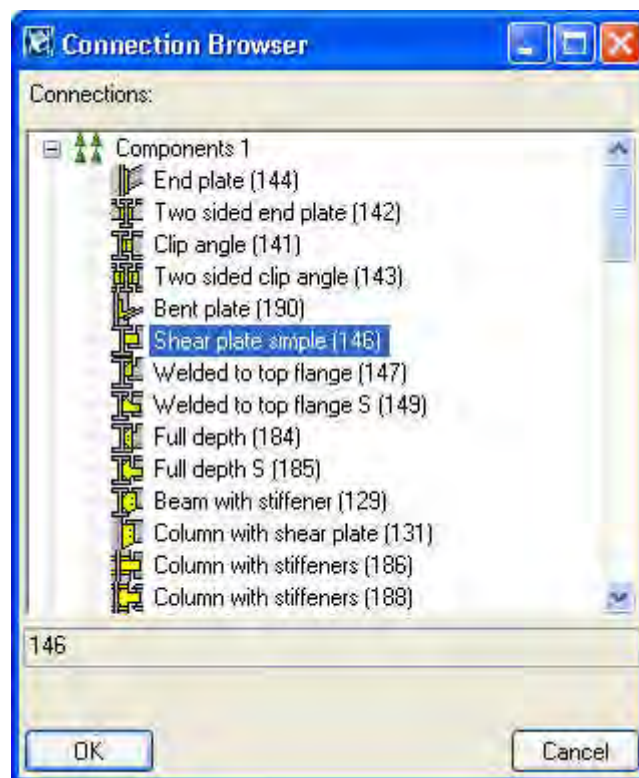 Connection Browser
Connections:
Components 1
End plate (144)
Two sided end plate (142)
Clip angle (141)
Two sided clip angle (143)
Bent plate (190)
Shear plate simple (146)
Welded to top flange (147)
Welded to top flange S (149)
Full depth (184)
Full depth S (185)
Beam with stiffener (129)
Column with shear plate (131)
Column with stiffeners (186)
Column with stiffeners (188)
146
OK
Cancel